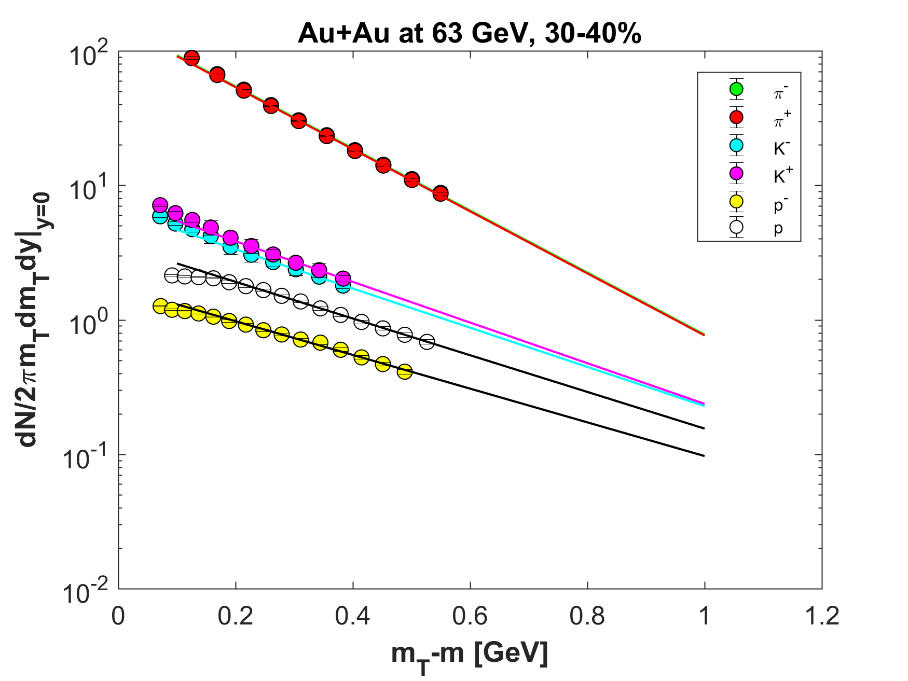 Au+Au at 63 GeV, 30-40%
dN/2πm_T dm_T dy|_{y=0}
10^2
10^1
10^0
10^-1
10^-2
π^-
π^+
K^-
K^+
p^-
p
0 0.2 0.4 0.6 0.8 1 1.2
m_T-m [GeV]